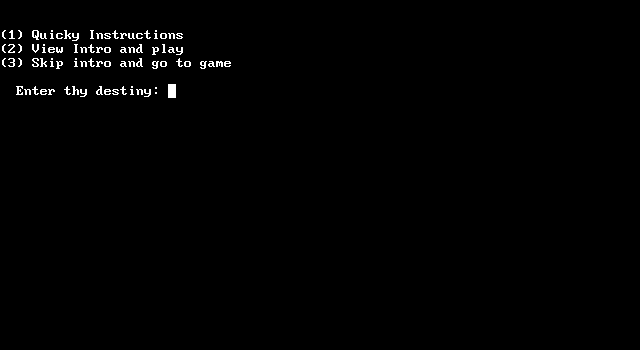 (1) Quicky Instructions
(2) View Intro and play
(3) Skip intro and go to game
Enter thy destiny: